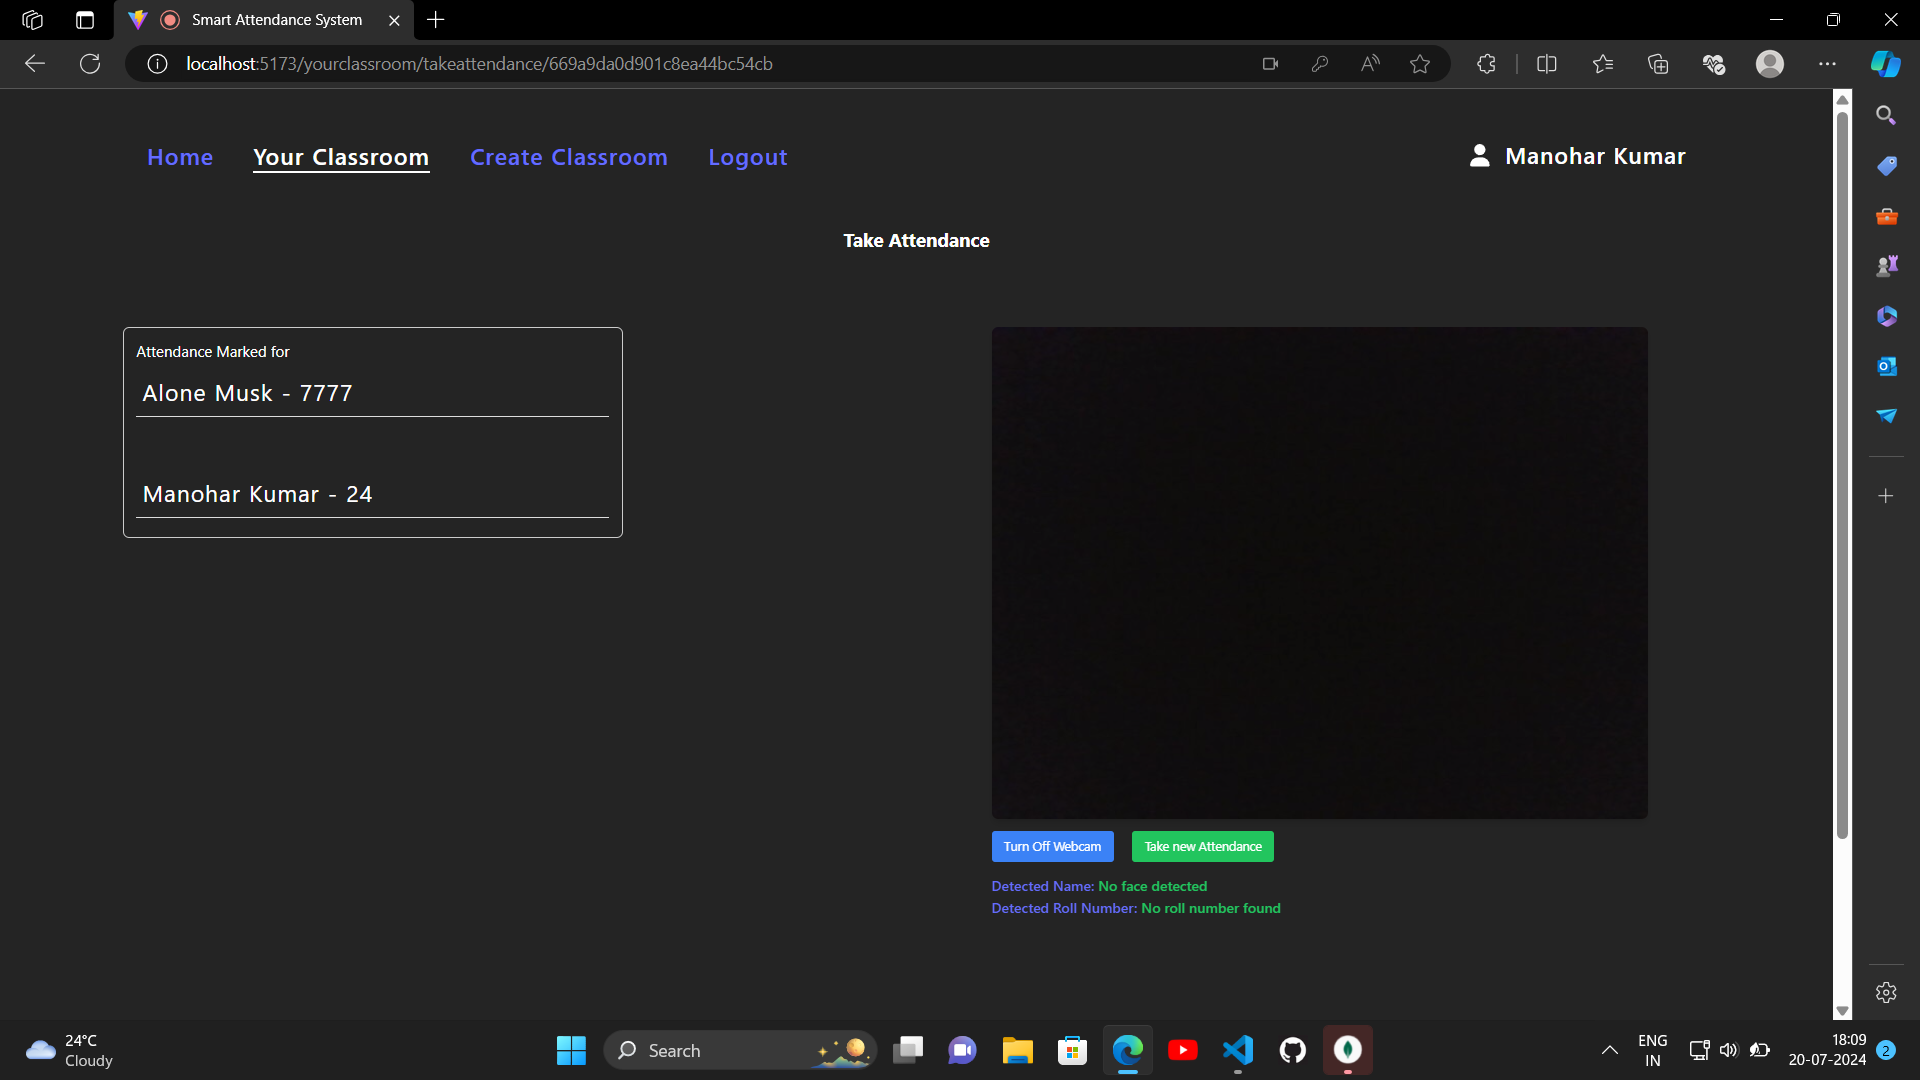 Smart Attendance System
localhost:5173/yourclassroom/takeattendance/669a9da0d901c8ea44bc54cb
Home Your Classroom Create Classroom Logout Manohar Kumar
Take Attendance
Attendance Marked for
Alone Musk - 7777
Manohar Kumar - 24
Turn Off Webcam Take new Attendance
Detected Name: No face detected
Detected Roll Number: No roll number found
24°C
Cloudy
Search
ENG
IN
18:09
20-07-2024
2